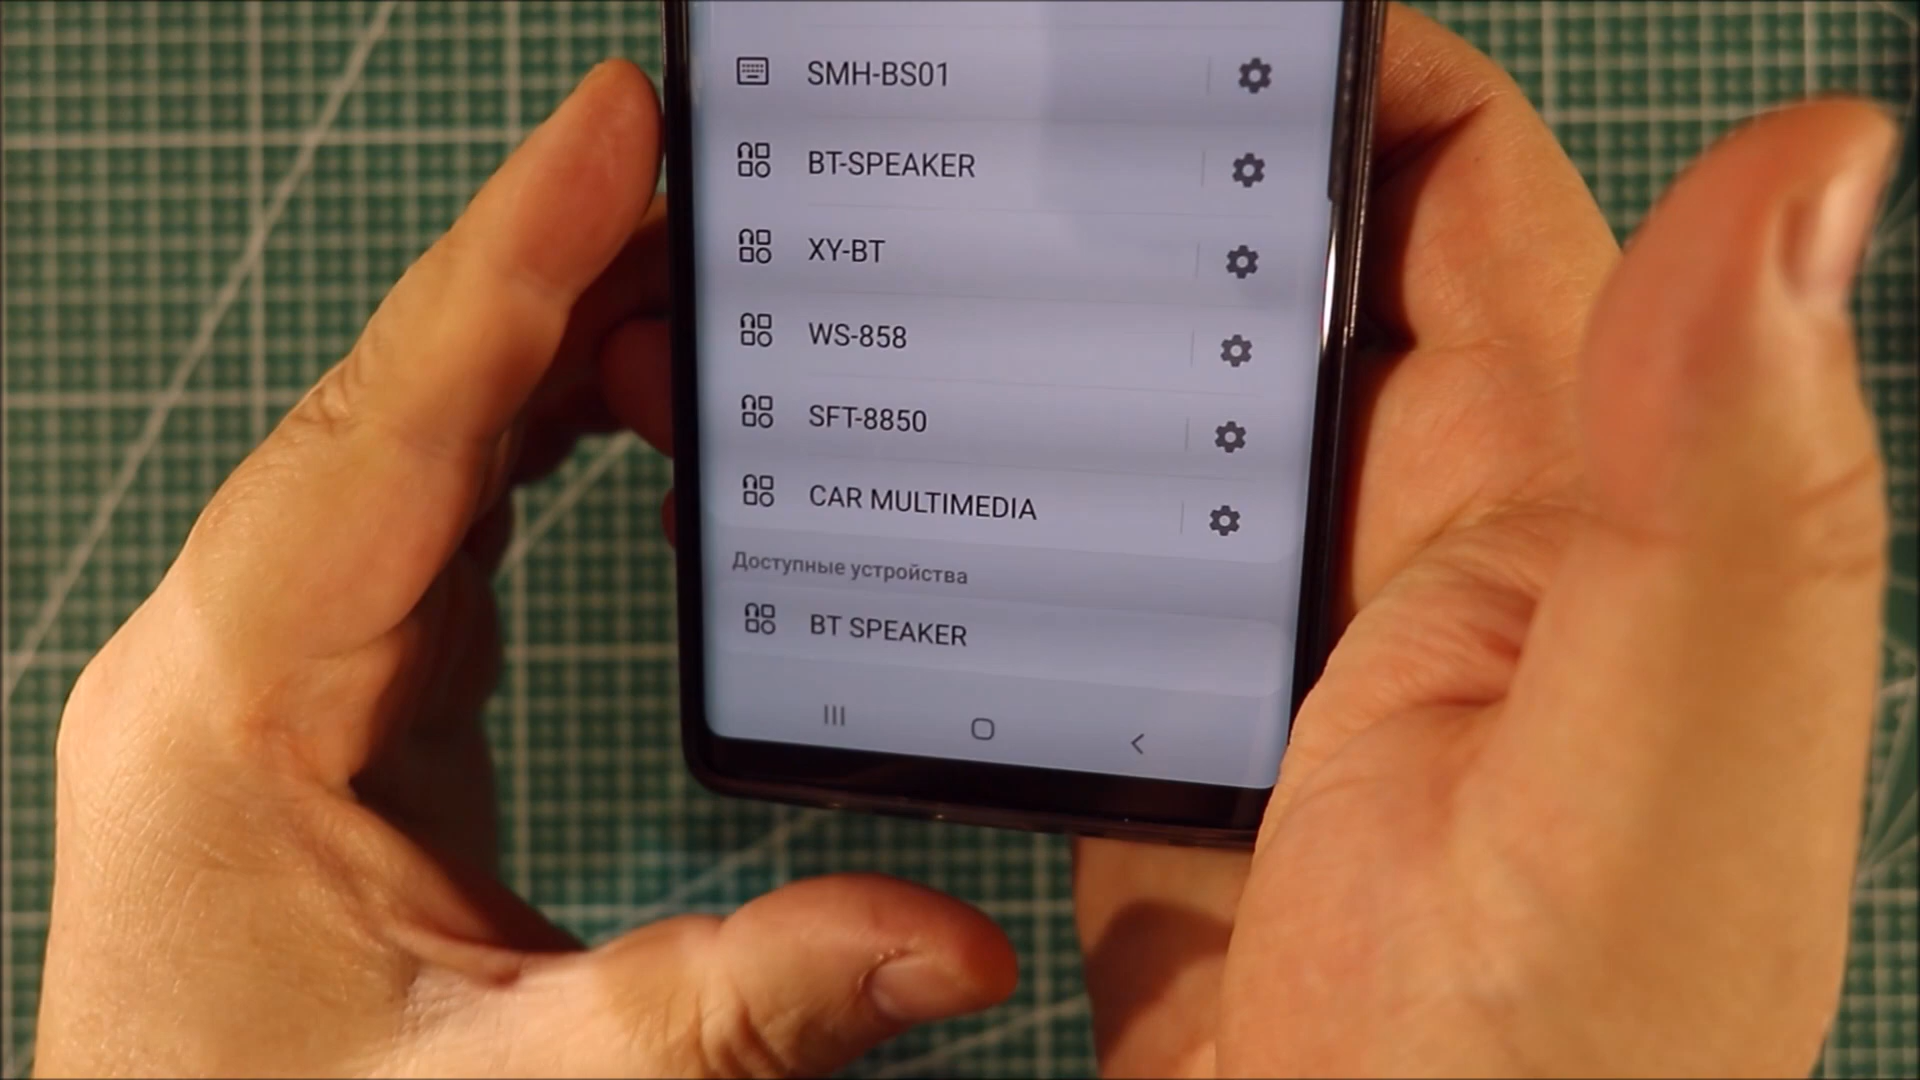 SMH-BS01
BT-SPEAKER
XY-BT
WS-858
SFT-8850
CAR MULTIMEDIA
Доступные устройства
BT SPEAKER